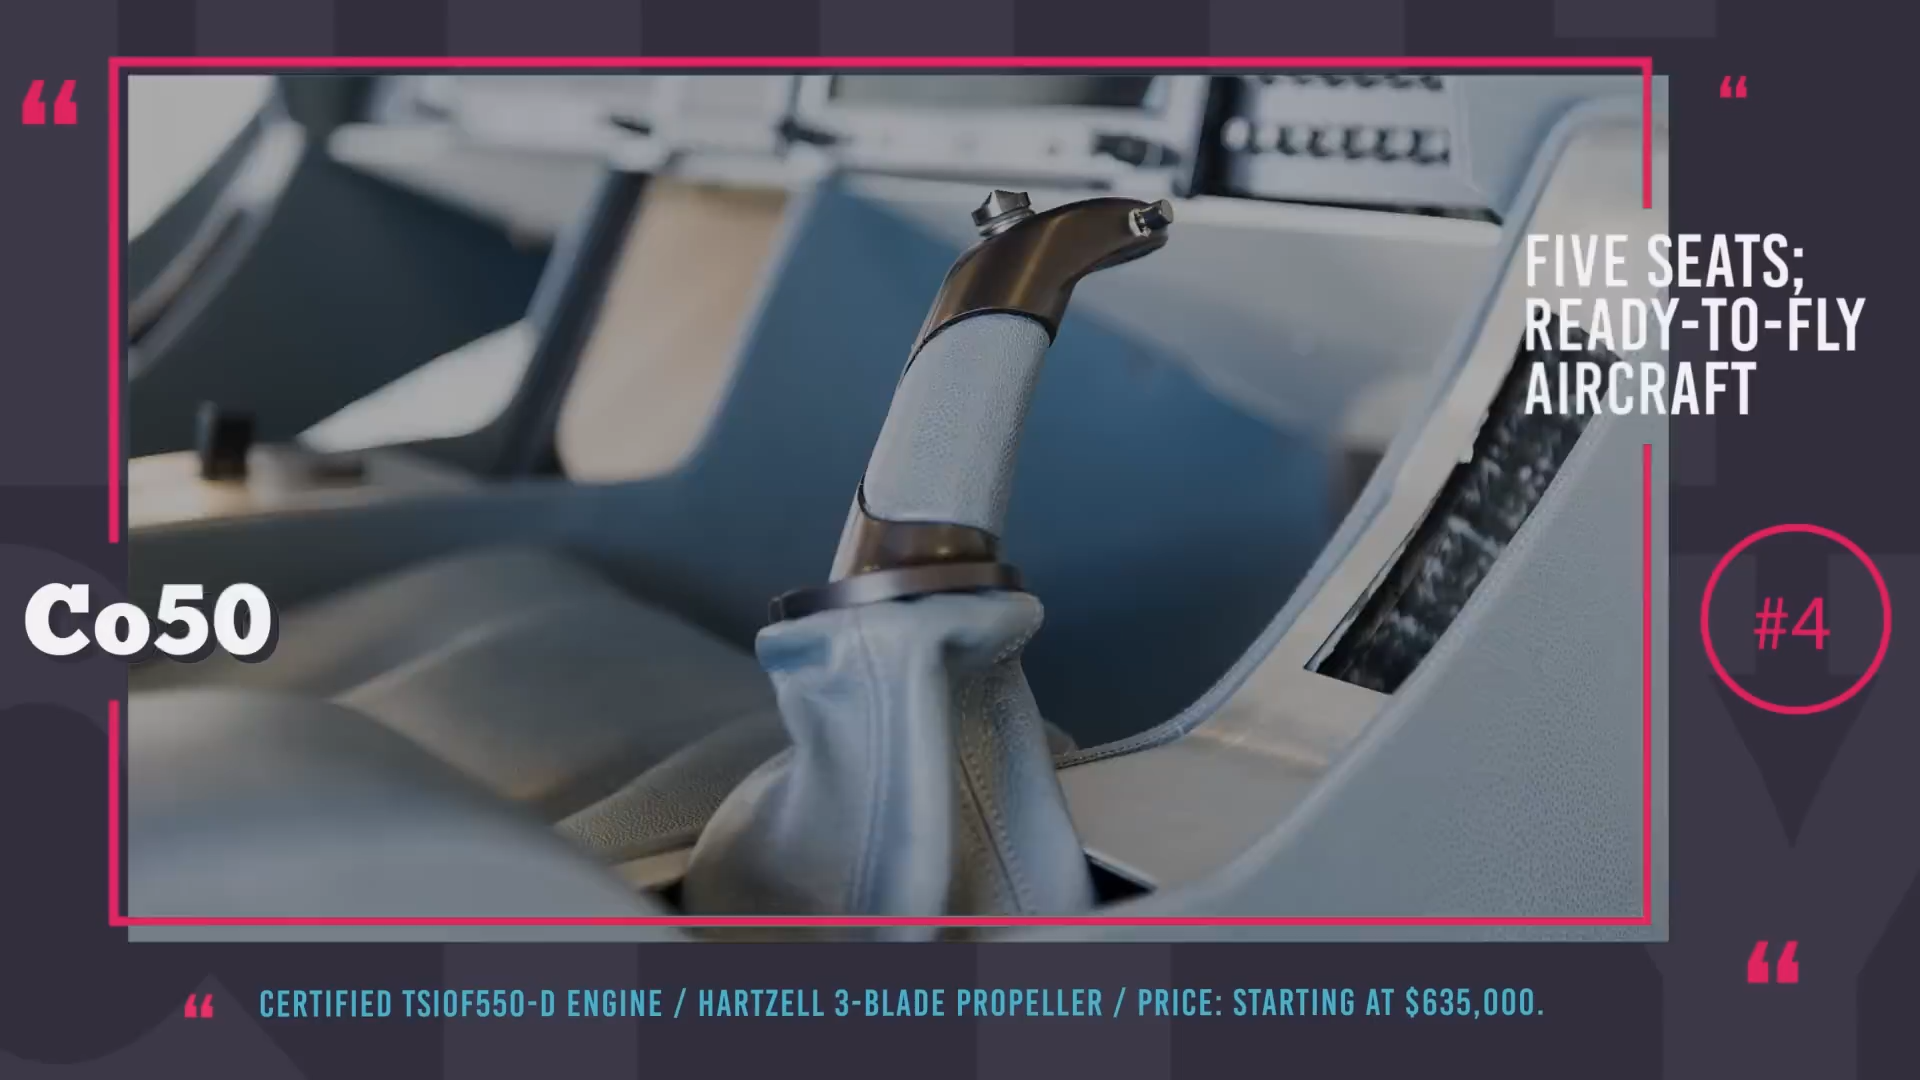 FIVE SEATS;
READY-TO-FLY
AIRCRAFT
Co50
#4
CERTIFIED TSIOF550-D ENGINE / HARTZELL 3-BLADE PROPELLER / PRICE: STARTING AT $635,000.